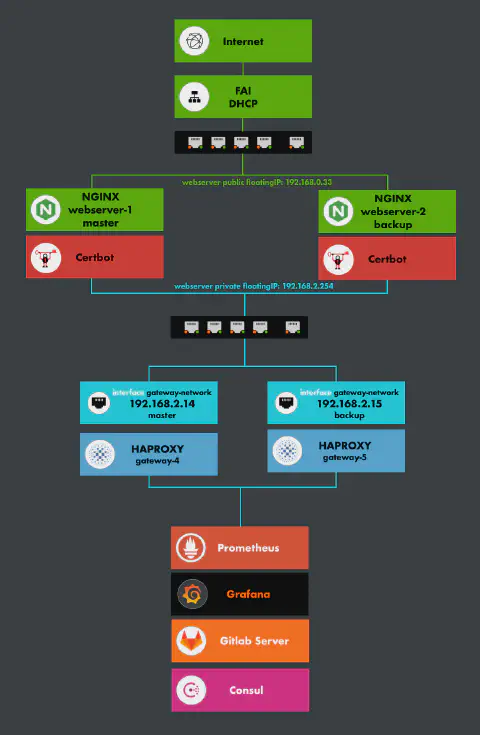 Internet
FAI
DHCP
webserver public floatingIP: 192.168.0.33
NGINX
webserver-1
master
NGINX
webserver-2
backup
Certbot
Certbot
webserver private floatingIP: 192.168.2.254
interface gateway-network
192.168.2.14
master
interface gateway-network
192.168.2.15
backup
HAPROXY
gateway-4
HAPROXY
gateway-5
Prometheus
Grafana
Gitlab Server
Consul